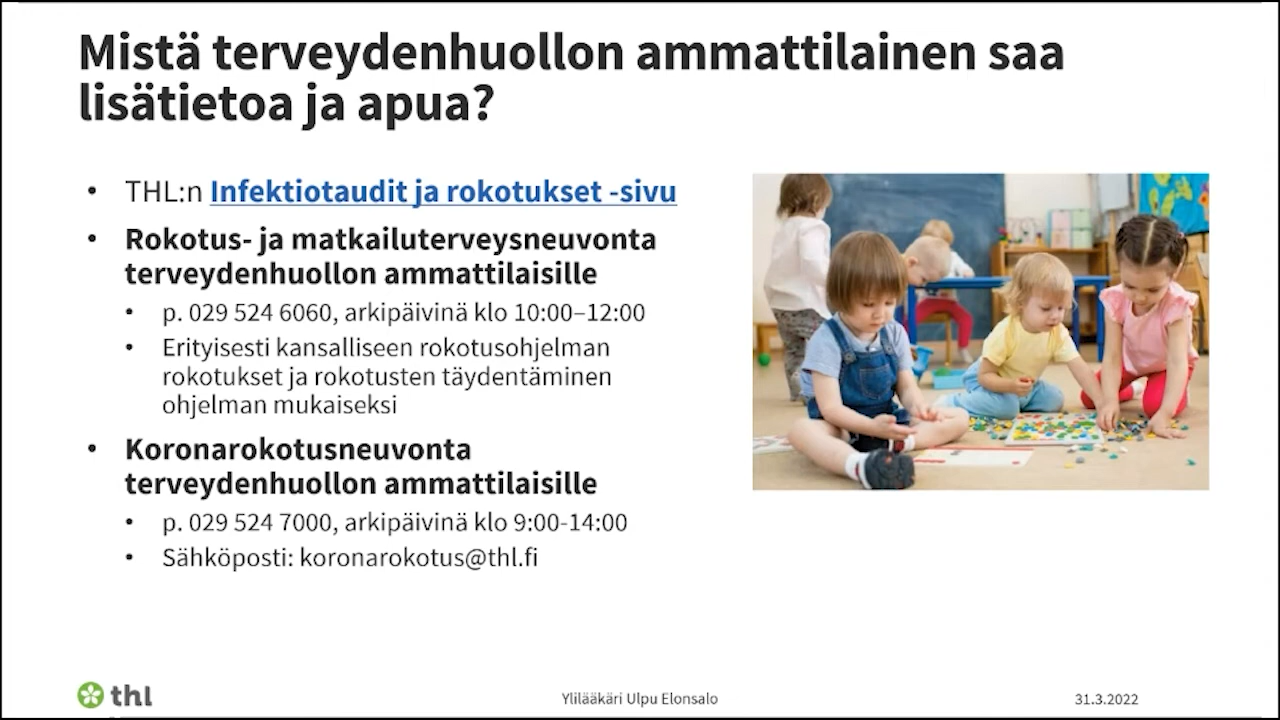 Mistä terveydenhuollon ammattilainen saa
lisätietoa ja apua?
• THL:n Infektiotaudit ja rokotukset -sivu
• Rokotus- ja matkailuterveysneuvonta
terveydenhuollon ammattilaisille
• p. 029 524 6060, arkipäivinä klo 10:00–12:00
• Erityisesti kansalliseen rokotusohjelman
rokotukset ja rokotusten täydentäminen
ohjelman mukaiseksi
• Koronarokotusneuvonta
terveydenhuollon ammattilaisille
• p. 029 524 7000, arkipäivinä klo 9:00-14:00
• Sähköposti: koronarokotus@thl.fi
thl
Ylilääkäri Ulpu Elonsalo
31.3.2022